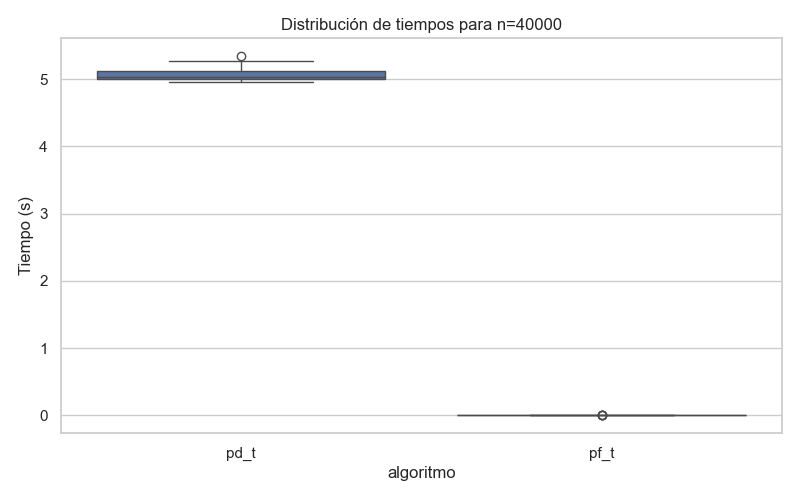 Distribución de tiempos para n=40000
Tiempo (s)
5
4
3
2
1
0
pd_t
pf_t
algoritmo